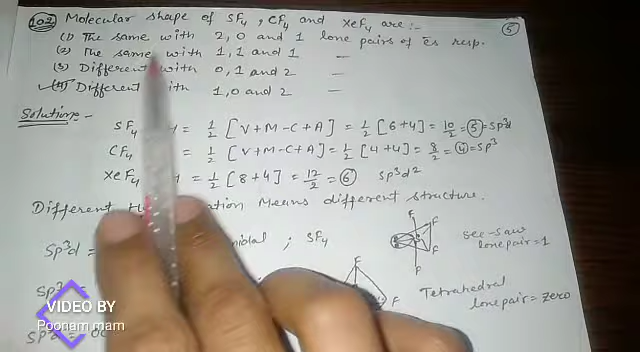 102 Molecular shape of SF4, CF4 and XeF4 are :-
(1) The same with 2, 0 and 1 lone pairs of es resp.
(2) The same with 1, 1 and 1 —
(3) Different with 0, 1 and 2 —
(4) Different with 1, 0 and 2 —
5
Solution:-
SF4 = 1/2 [V+M-C+A] = 1/2 [6+4] = 10/2 = 5 = sp3d
CF4 = 1/2 [V+M-C+A] = 1/2 [4+4] = 8/2 = 4 = sp3
XeF4 = 1/2 [8+4] = 12/2 = 6 sp3d2
Different Means different structure.
sp3d = ; SF4
F
F
F
see-saw
lone pair = 1
sp3
F
F
Tetrahedral
lone pair = zero
VIDEO BY
Poonam mam